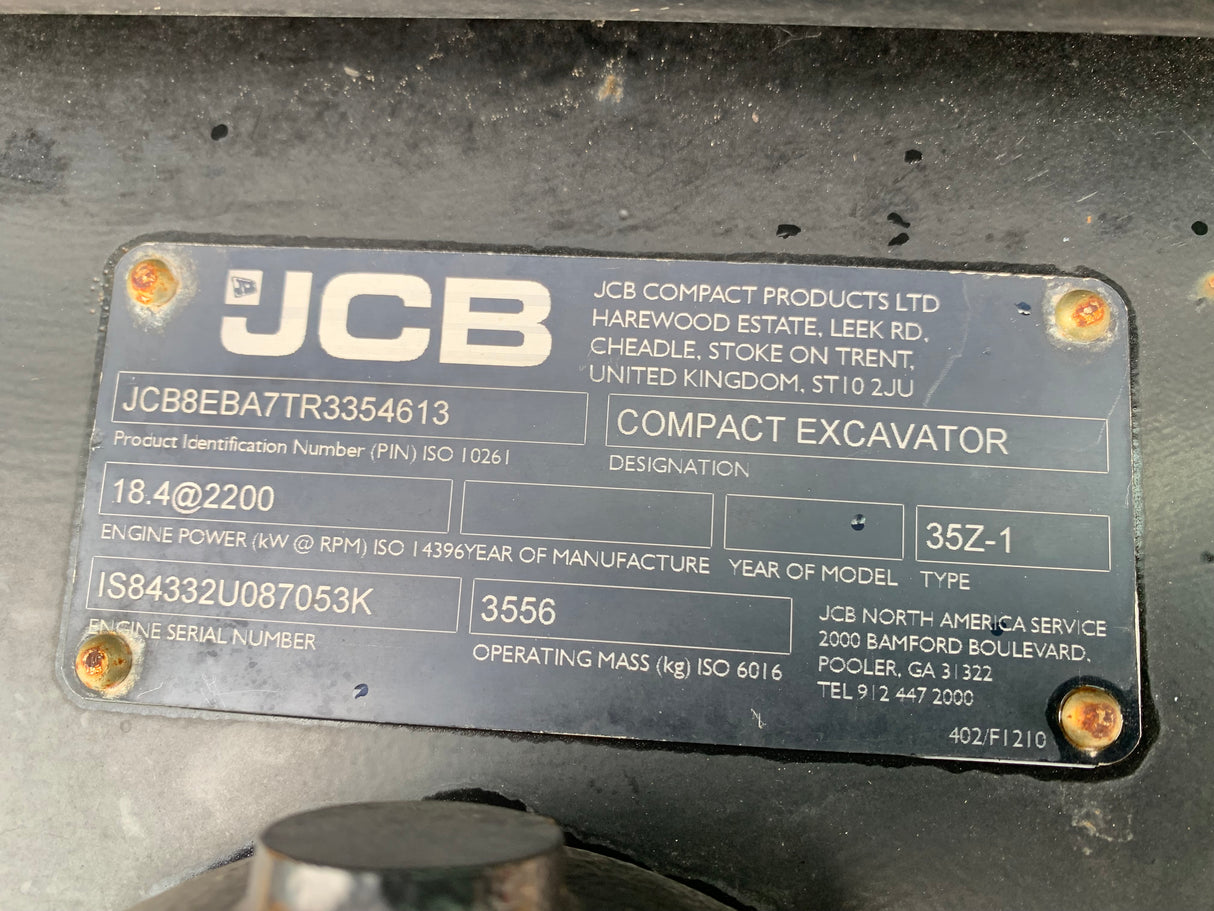 JCB
JCB COMPACT PRODUCTS LTD
HAREWOOD ESTATE, LEEK RD,
CHEADLE, STOKE ON TRENT,
UNITED KINGDOM, ST10 2JU
JCB8EBA7TR3354613
Product Identification Number (PIN) ISO 10261
COMPACT EXCAVATOR
DESIGNATION
18.4@2200
ENGINE POWER (kW @ RPM) ISO 14396
YEAR OF MANUFACTURE
YEAR OF MODEL
35Z-1
TYPE
IS84332U087053K
ENGINE SERIAL NUMBER
3556
OPERATING MASS (kg) ISO 6016
JCB NORTH AMERICA SERVICE
2000 BAMFORD BOULEVARD,
POOLER, GA 31322
TEL 912 447 2000
402/F1210